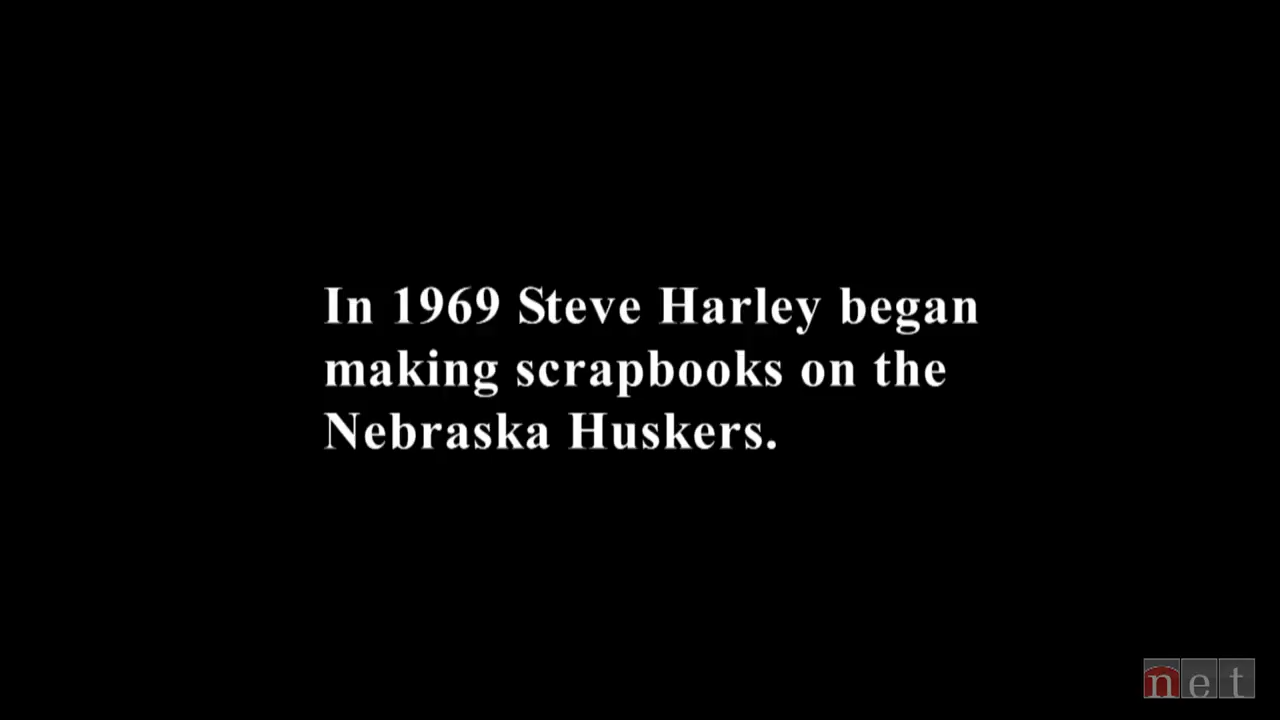 In 1969 Steve Harley began
making scrapbooks on the
Nebraska Huskers.
net